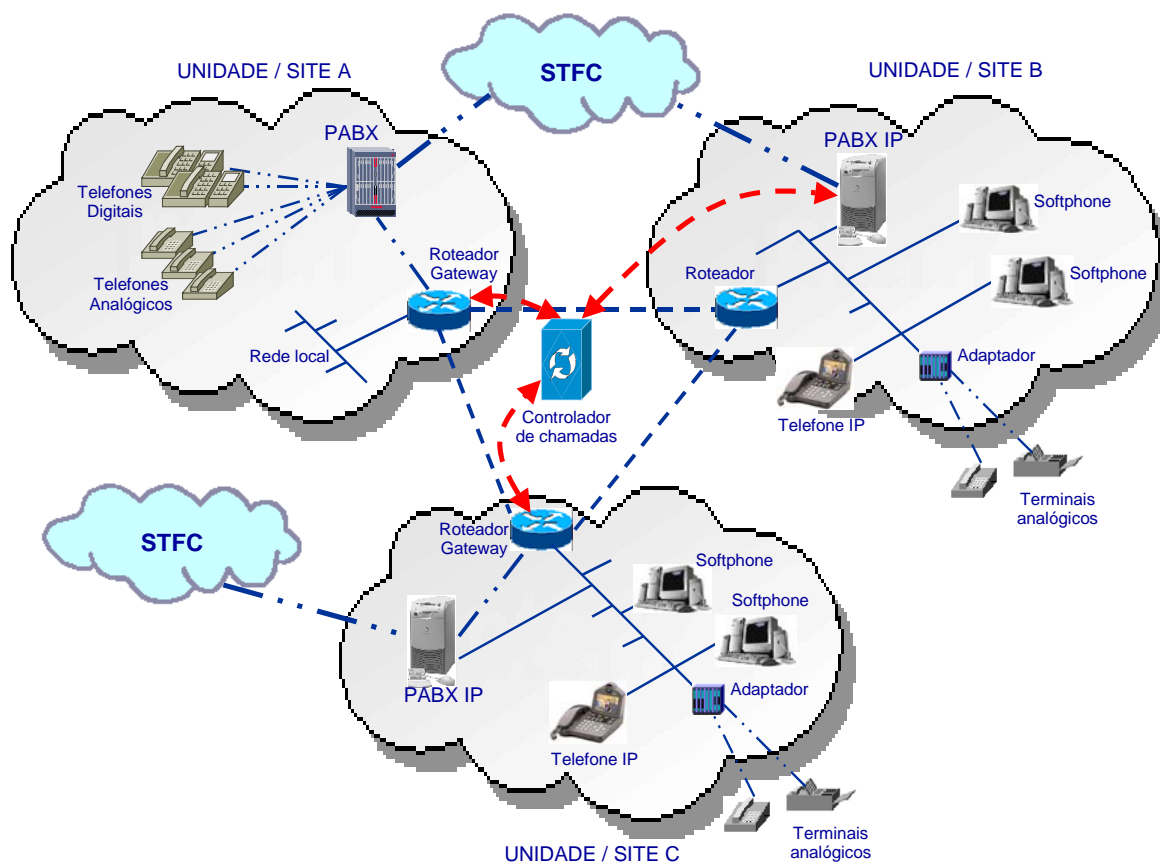 UNIDADE / SITE A
STFC
UNIDADE / SITE B
PABX
PABX IP
Telefones
Digitais
Softphone
Telefones
Analógicos
Roteador
Gateway
Roteador
Softphone
Rede local
Adaptador
Controlador
de chamadas
Telefone IP
Terminais
analógicos
STFC
Roteador
Gateway
Softphone
Softphone
PABX IP
Adaptador
Telefone IP
Terminais
analógicos
UNIDADE / SITE C